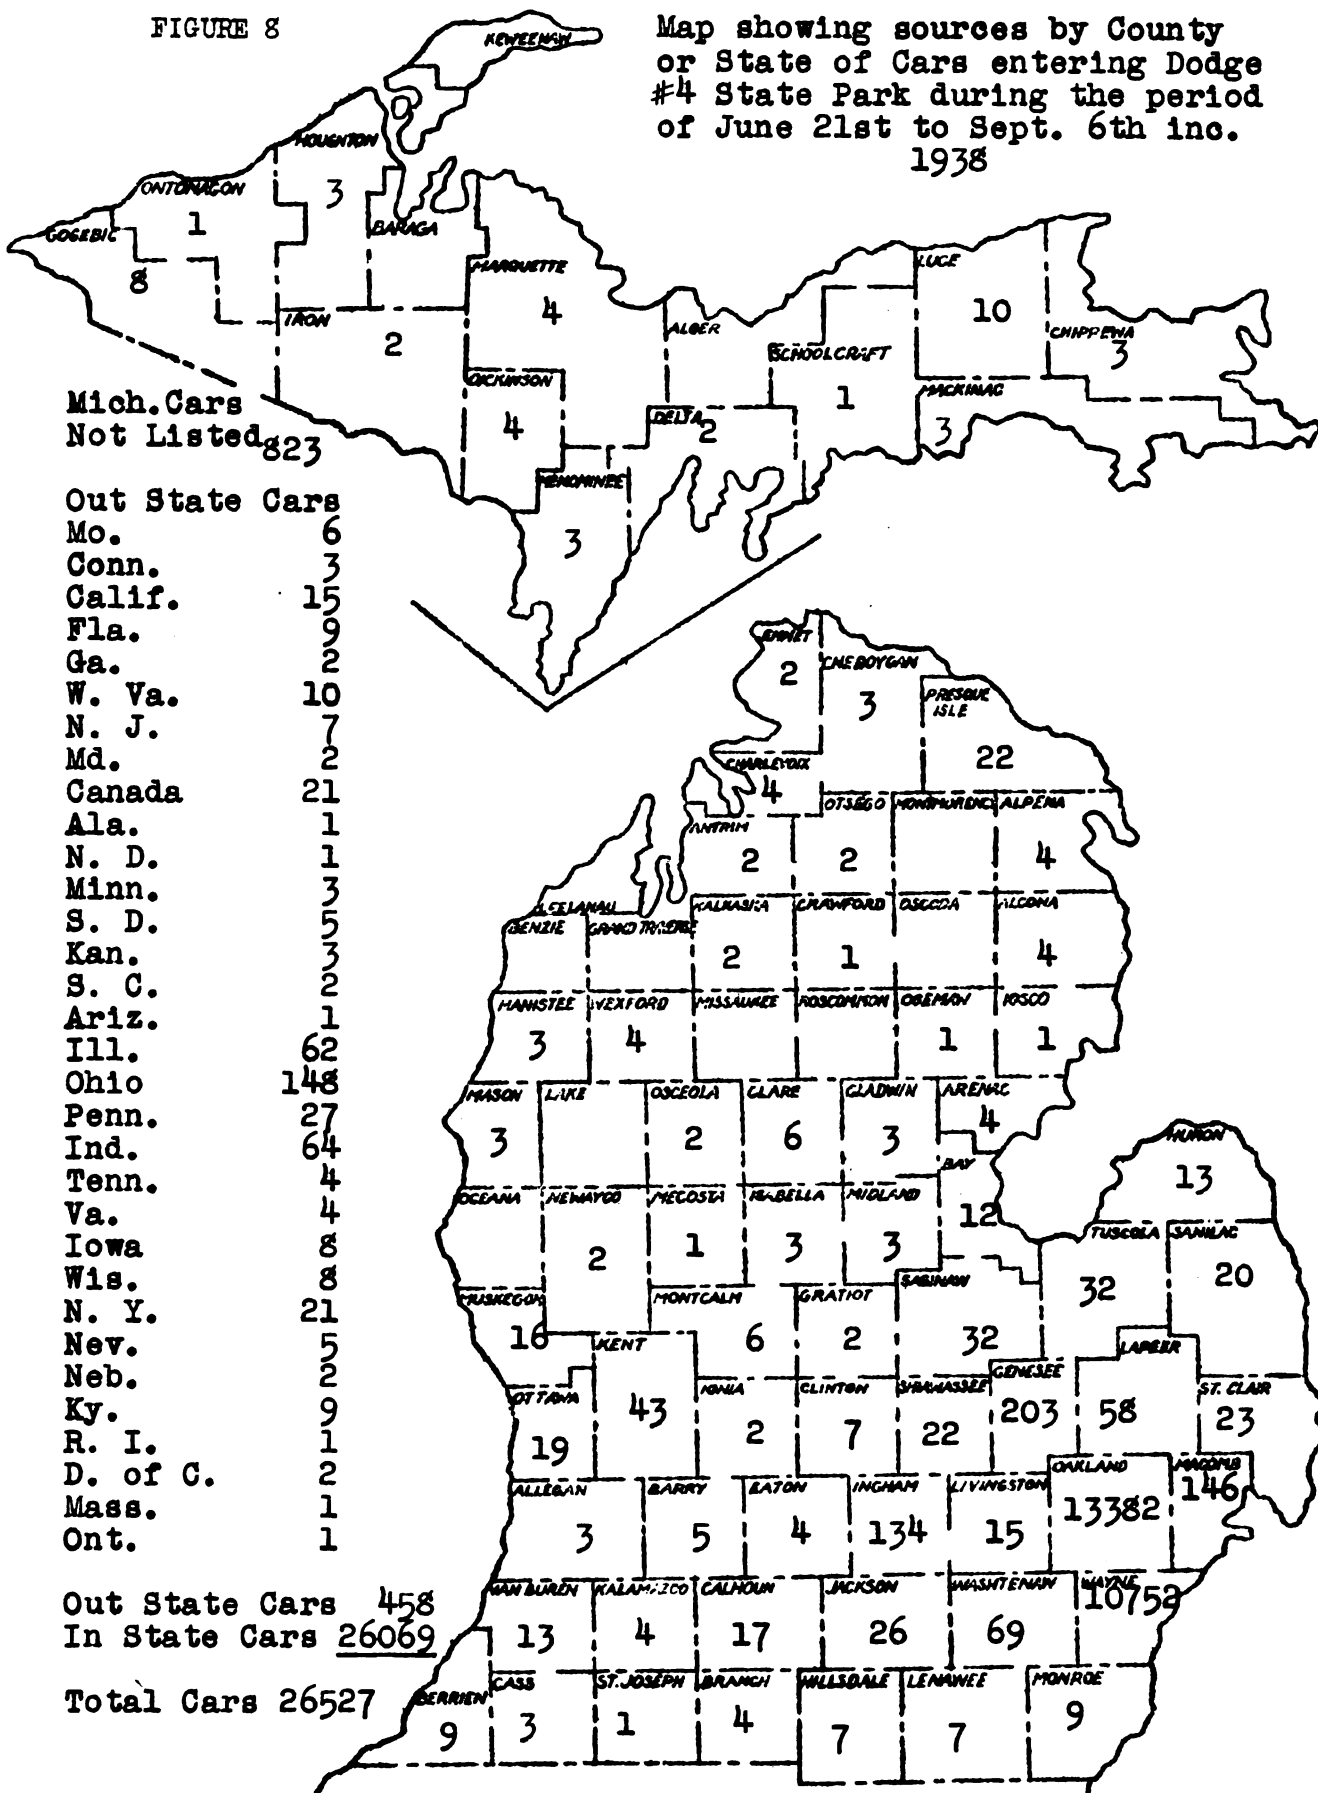 FIGURE 8
Map showing sources by County
or State of Cars entering Dodge
#4 State Park during the period
of June 21st to Sept. 6th inc.
1938
KEWEENAW
HOUGHTON
3
ONTONAGON
1
GOGEBIC
8
BARAGA
MARQUETTE
4
IRON
2
DICKINSON
4
MENOMINEE
3
ALGER
DELTA
2
SCHOOLCRAFT
1
LUCE
10
CHIPPEWA
3
MACKINAC
3
Mich. Cars
Not Listed 823
Out State Cars
Mo. 6
Conn. 3
Calif. 15
Fla. 9
Ga. 2
W. Va. 10
N. J. 7
Md. 2
Canada 21
Ala. 1
N. D. 1
Minn. 3
S. D. 5
Kan. 3
S. C. 2
Ariz. 1
Ill. 62
Ohio 148
Penn. 27
Ind. 64
Tenn. 4
Va. 4
Iowa 8
Wis. 8
N. Y. 21
Nev. 5
Neb. 2
Ky. 9
R. I. 1
D. of C. 2
Mass. 1
Ont. 1
Out State Cars 458
In State Cars 26069
Total Cars 26527
EMMET
2
CHEBOYGAN
3
PRESQUE
ISLE
22
CHARLEVOIX
4
ANTRIM
2
OTSEGO
2
MONTMORENCY
ALPENA
4
LEELANAU
BENZIE
GRAND TRAVERSE
KALKASKA
2
CRAWFORD
1
OSCODA
ALCONA
4
MANISTEE
3
WEXFORD
4
MISSAUKEE
ROSCOMMON
OGEMAW
1
IOSCO
1
MASON
3
LAKE
OSCEOLA
2
CLARE
6
GLADWIN
3
ARENAC
4
OCEANA
NEWAYGO
2
MECOSTA
1
ISABELLA
3
MIDLAND
3
BAY
12
HURON
13
TUSCOLA
32
SANILAC
20
MUSKEGON
16
MONTCALM
6
GRATIOT
2
SAGINAW
32
LAPEER
58
OTTAWA
19
KENT
43
IONIA
2
CLINTON
7
SHIAWASSEE
22
GENESEE
203
ST. CLAIR
23
ALLEGAN
3
BARRY
5
EATON
4
INGHAM
134
LIVINGSTON
15
OAKLAND
13382
MACOMB
146
VAN BUREN
13
KALAMAZOO
4
CALHOUN
17
JACKSON
26
WASHTENAW
69
WAYNE
10752
BERRIEN
9
CASS
3
ST. JOSEPH
1
BRANCH
4
HILLSDALE
7
LENAWEE
7
MONROE
9